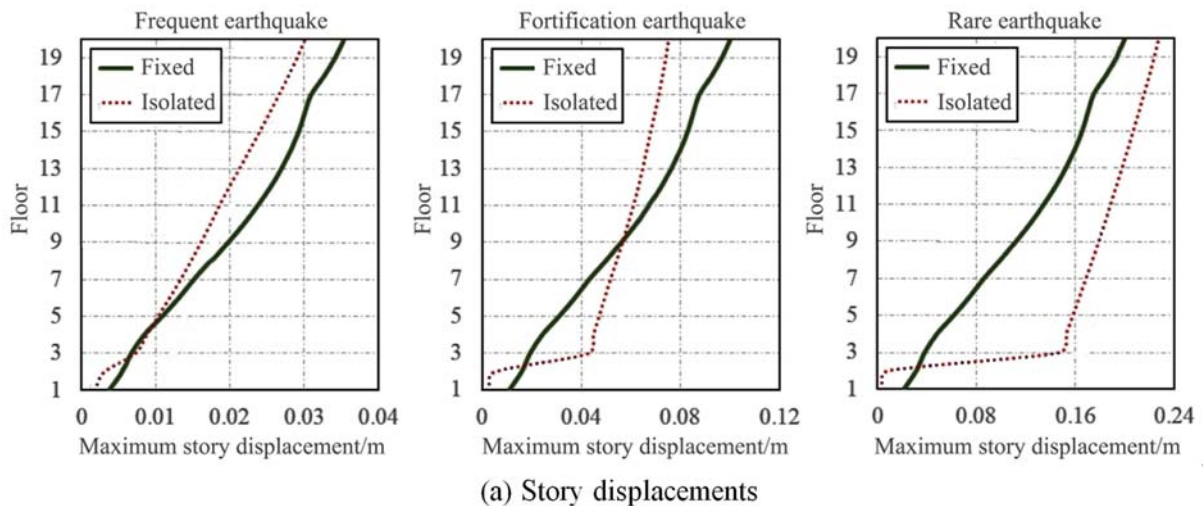 Frequent earthquake
19
17
15
13
11
9
7
5
3
1
Floor
Fixed
Isolated
0
0.01
0.02
0.03
0.04
Maximum story displacement/m
Fortification earthquake
19
17
15
13
11
9
7
5
3
1
Floor
Fixed
Isolated
0
0.04
0.08
0.12
Maximum story displacement/m
Rare earthquake
19
17
15
13
11
9
7
5
3
1
Floor
Fixed
Isolated
0
0.08
0.16
0.24
Maximum story displacement/m
(a) Story displacements